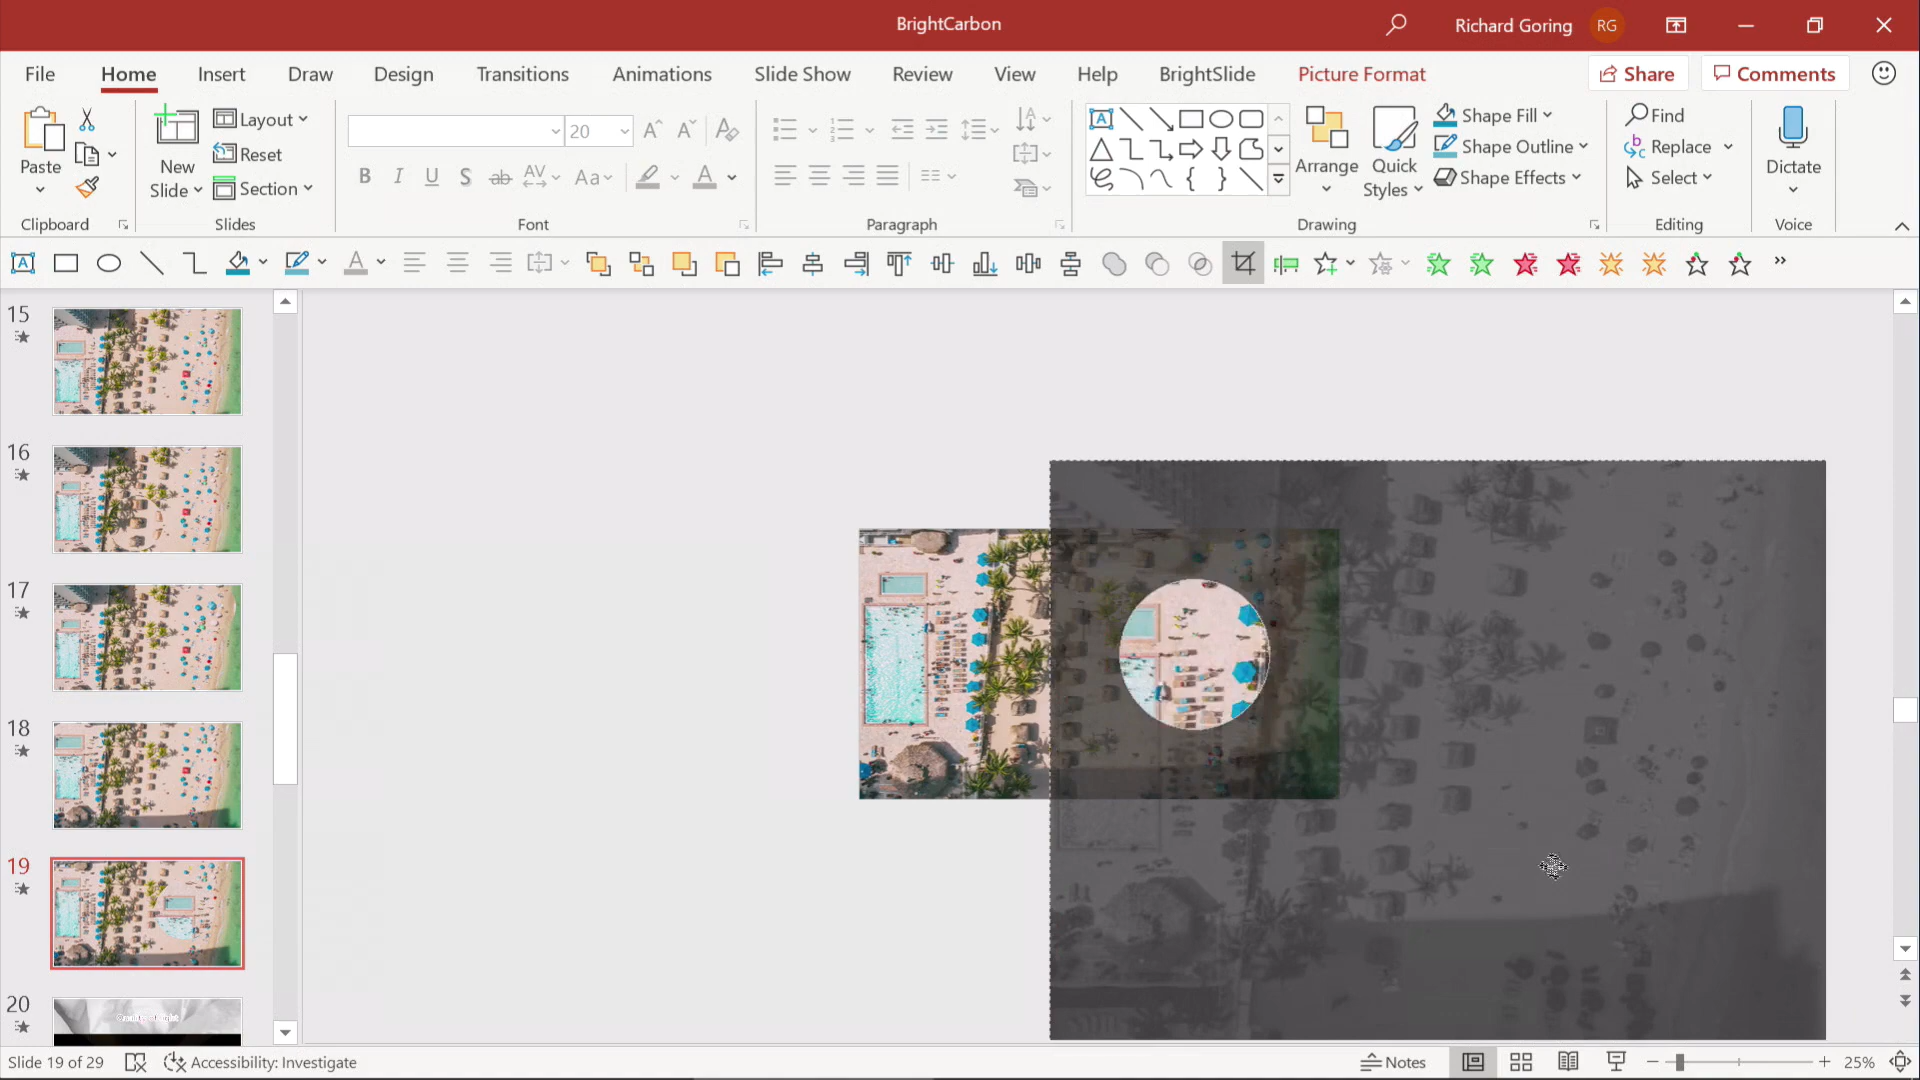 BrightCarbon
Richard Goring
RG
File
Home
Insert
Draw
Design
Transitions
Animations
Slide Show
Review
View
Help
BrightSlide
Picture Format
Share
Comments
Paste
New
Slide
Layout
Reset
Section
20
B I U S ab AV Aa A
Arrange
Quick
Styles
Shape Fill
Shape Outline
Shape Effects
Find
Replace
Select
Dictate
Clipboard
Slides
Font
Paragraph
Drawing
Editing
Voice
15
16
17
18
19
20
Slide 19 of 29
Accessibility: Investigate
Notes
25%